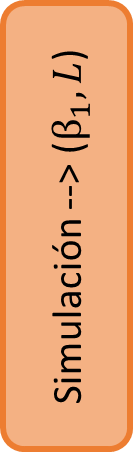 Simulación --> (β₁, L)